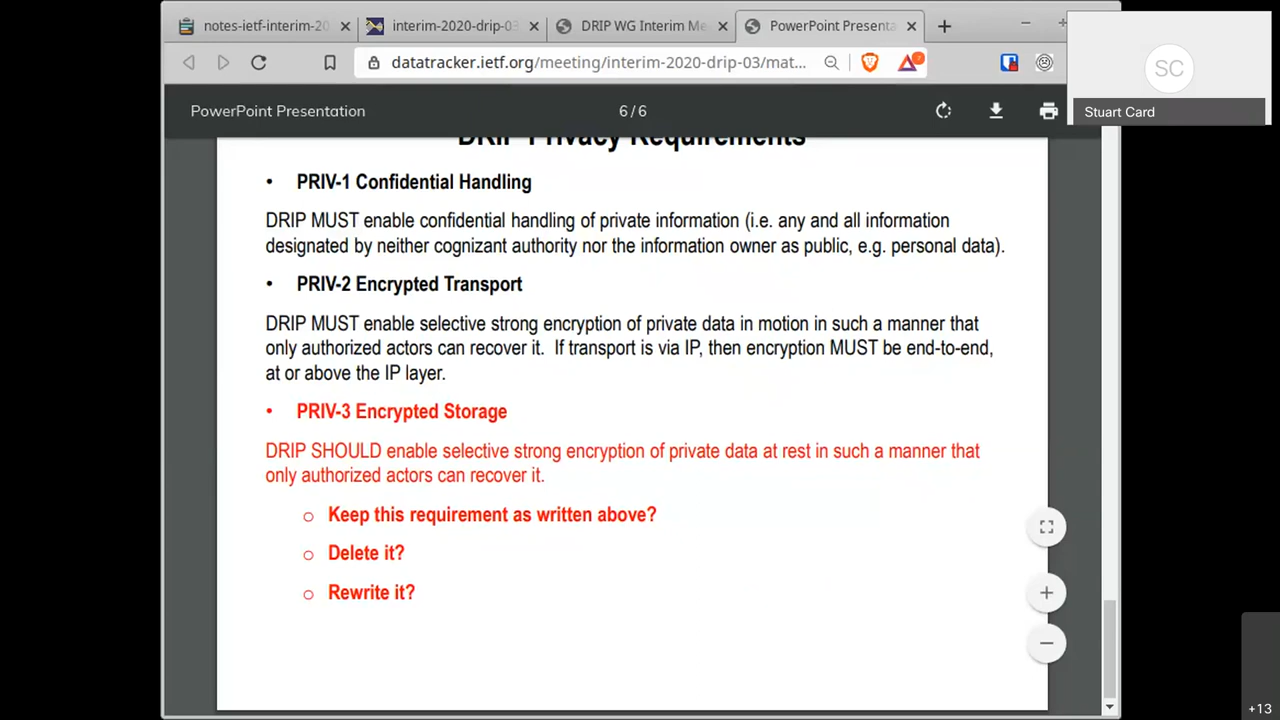 notes-ietf-interim-20
interim-2020-drip-03
DRIP WG Interim Me
PowerPoint Presenta
datatracker.ietf.org/meeting/interim-2020-drip-03/mat...
SC
Stuart Card
PowerPoint Presentation
6 / 6
DRIP Privacy Requirements
• PRIV-1 Confidential Handling
DRIP MUST enable confidential handling of private information (i.e. any and all information
designated by neither cognizant authority nor the information owner as public, e.g. personal data).
• PRIV-2 Encrypted Transport
DRIP MUST enable selective strong encryption of private data in motion in such a manner that
only authorized actors can recover it. If transport is via IP, then encryption MUST be end-to-end,
at or above the IP layer.
• PRIV-3 Encrypted Storage
DRIP SHOULD enable selective strong encryption of private data at rest in such a manner that
only authorized actors can recover it.
○ Keep this requirement as written above?
○ Delete it?
○ Rewrite it?
+13